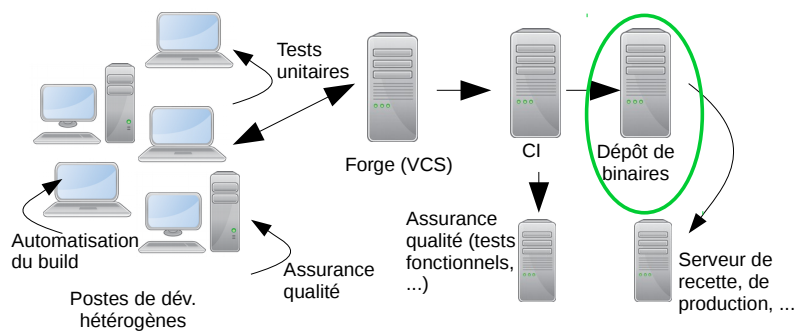 Tests
unitaires
Forge (VCS)
CI
Dépôt de
binaires
Automatisation
du build
Assurance
qualité
Postes de dév.
hétérogènes
Assurance
qualité (tests
fonctionnels,
...)
Serveur de
recette, de
production, ...